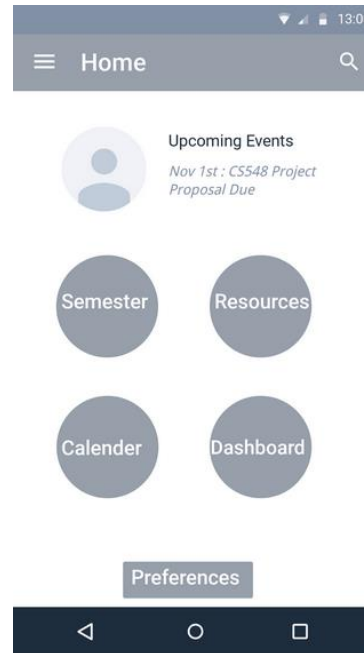 13:0
Home
Upcoming Events
Nov 1st : CS548 Project
Proposal Due
Semester
Resources
Calender
Dashboard
Preferences